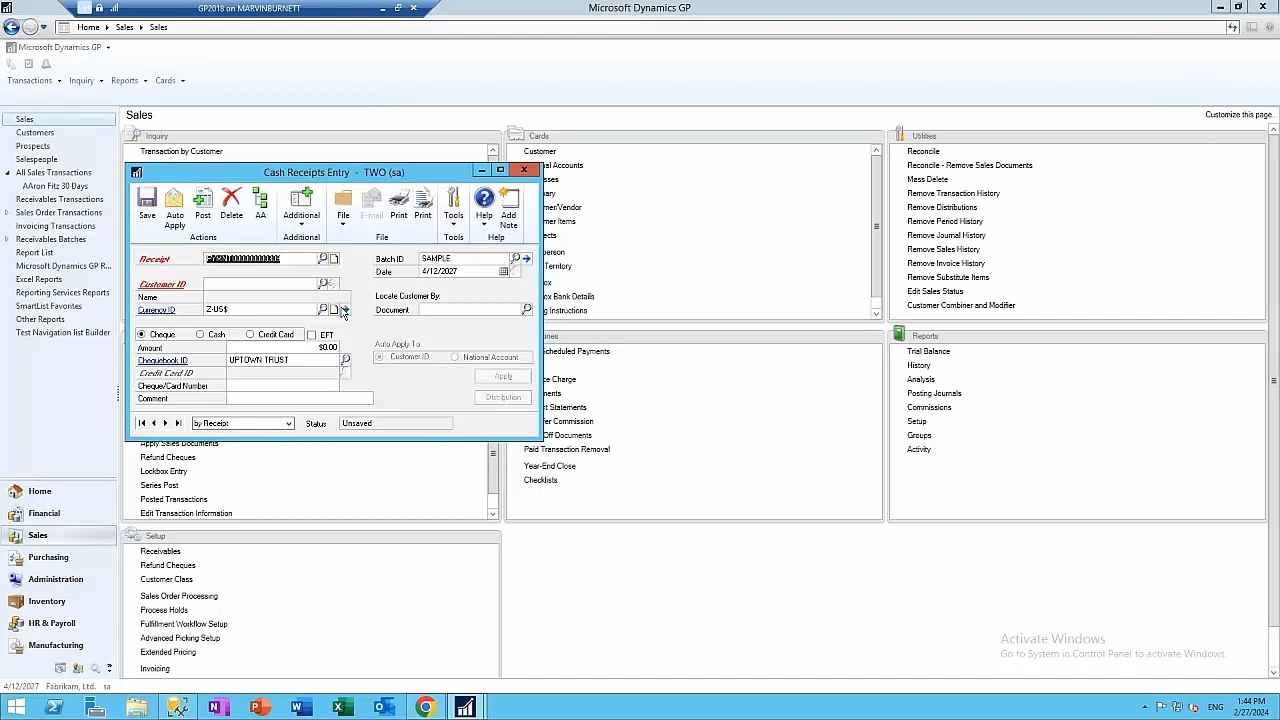 GP2018 on MARVINBURNETT
Microsoft Dynamics GP
Home Sales Sales
Microsoft Dynamics GP
Transactions Inquiry Reports Cards
Sales
Customers
Prospects
Salespeople
All Sales Transactions
AAron Fitz 30 Days
Receivables Transactions
Sales Order Transactions
Invoicing Transactions
Receivables Batches
Report List
Microsoft Dynamics GP R...
Excel Reports
Reporting Services Reports
SmartList Favorites
Other Reports
Test Navigation list Builder
Home
Financial
Sales
Purchasing
Administration
Inventory
HR & Payroll
Manufacturing
Sales
Customize this page...
Inquiry
Transaction by Customer
Cash Receipts Entry - TWO (sa)
Save
Auto Apply
Post
Delete
AA
Additional
File
E-mail
Print
Print
Tools
Help
Add Note
Actions
Additional
File
Tools
Help
Receipt
Batch ID SAMPLE
Date 4/12/2027
Customer ID
Name
Locate Customer By:
Currency ID Z-US$
Document
Cheque Cash Credit Card EFT
Amount $0.00
Auto Apply To:
Customer ID National Account
Chequebook ID UPTOWN TRUST
Credit Card ID
Apply
Cheque/Card Number
Comment
Distribution
by Receipt Status Unsaved
Apply Sales Documents
Refund Cheques
Lockbox Entry
Series Post
Posted Transactions
Edit Transaction Information
Setup
Receivables
Refund Cheques
Customer Class
Sales Order Processing
Process Holds
Fulfillment Workflow Setup
Advanced Picking Setup
Extended Pricing
Invoicing
Cards
Customer
Scheduled Payments
Paid Transaction Removal
Year-End Close
Checklists
Utilities
Reconcile
Reconcile - Remove Sales Documents
Mass Delete
Remove Transaction History
Remove Distributions
Remove Period History
Remove Journal History
Remove Sales History
Remove Invoice History
Remove Substitute Items
Edit Sales Status
Customer Combiner and Modifier
Reports
Trial Balance
History
Analysis
Posting Journals
Commissions
Setup
Groups
Activity
Activate Windows
Go to System in Control Panel to activate Windows.
4/12/2027 Fabrikam, Ltd. sa
ENG
1:44 PM
2/27/2024